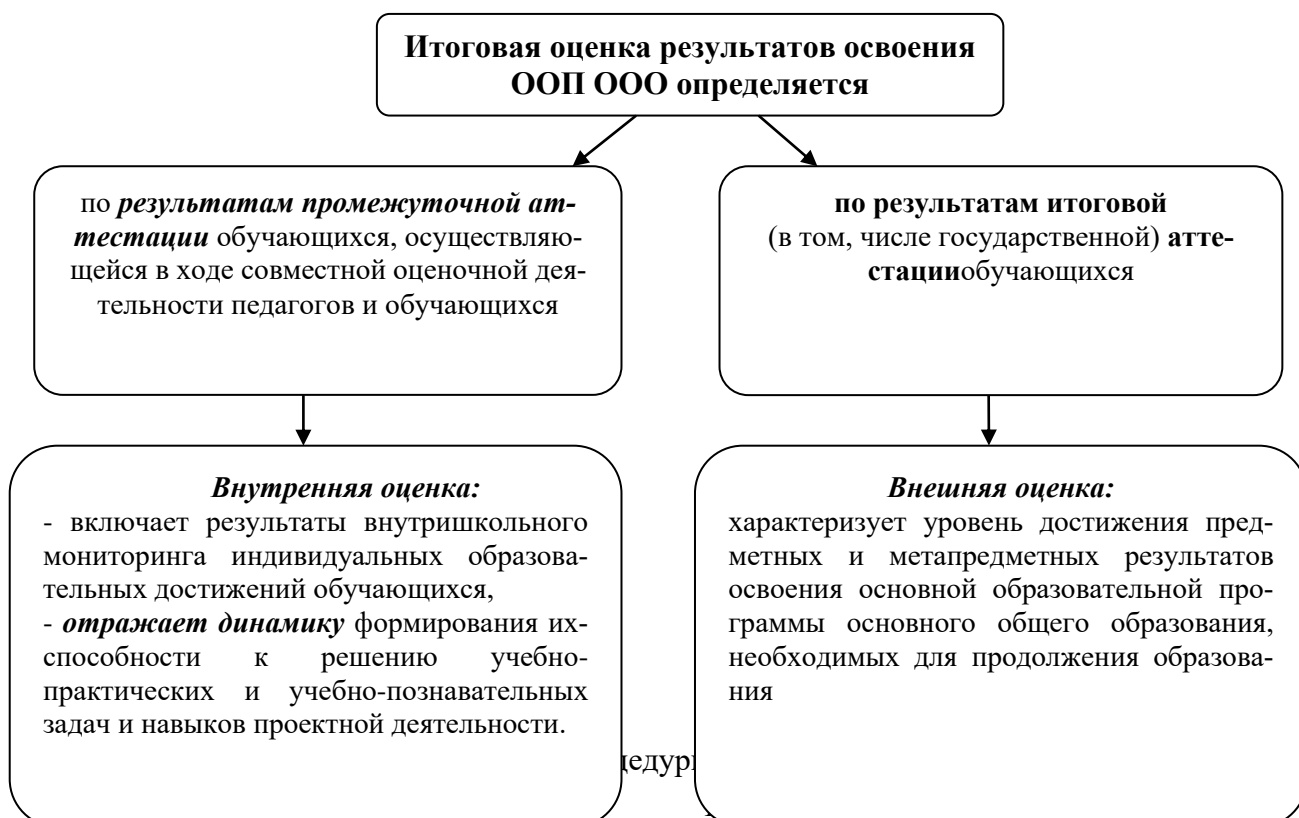 Итоговая оценка результатов освоения
ООП ООО определяется
по результатам промежуточной ат-
тестации обучающихся, осуществляю-
щейся в ходе совместной оценочной дея-
тельности педагогов и обучающихся
по результатам итоговой
(в том, числе государственной) атте-
стацииобучающихся
Внутренняя оценка:
- включает результаты внутришкольного
мониторинга индивидуальных образова-
тельных достижений обучающихся,
- отражает динамику формирования их-
способности к решению учебно-
практических и учебно-познавательных
задач и навыков проектной деятельности.
Внешняя оценка:
характеризует уровень достижения пред-
метных и метапредметных результатов
освоения основной образовательной про-
граммы основного общего образования,
необходимых для продолжения образова-
ния